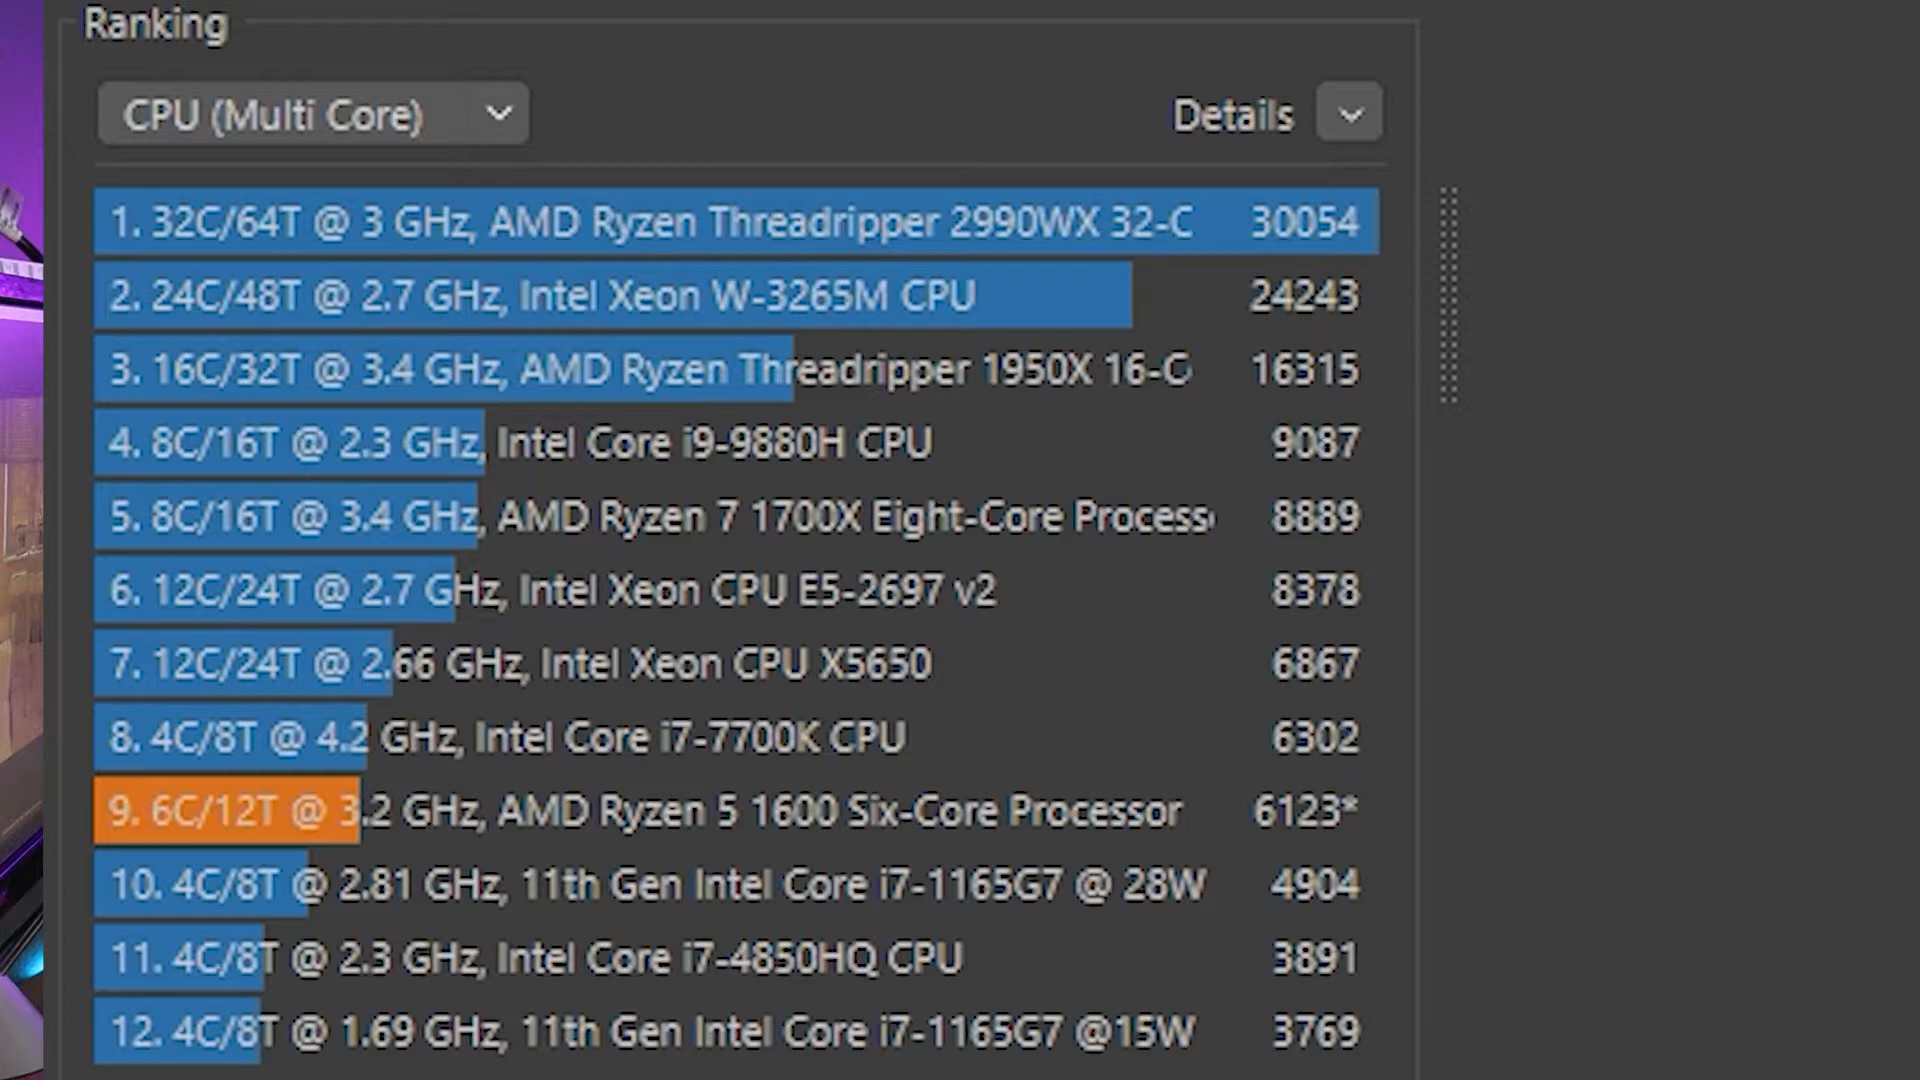 Ranking
CPU (Multi Core)
Details
1. 32C/64T @ 3 GHz, AMD Ryzen Threadripper 2990WX 32-C 30054
2. 24C/48T @ 2.7 GHz, Intel Xeon W-3265M CPU 24243
3. 16C/32T @ 3.4 GHz, AMD Ryzen Threadripper 1950X 16-C 16315
4. 8C/16T @ 2.3 GHz, Intel Core i9-9880H CPU 9087
5. 8C/16T @ 3.4 GHz, AMD Ryzen 7 1700X Eight-Core Process 8889
6. 12C/24T @ 2.7 GHz, Intel Xeon CPU E5-2697 v2 8378
7. 12C/24T @ 2.66 GHz, Intel Xeon CPU X5650 6867
8. 4C/8T @ 4.2 GHz, Intel Core i7-7700K CPU 6302
9. 6C/12T @ 3.2 GHz, AMD Ryzen 5 1600 Six-Core Processor 6123*
10. 4C/8T @ 2.81 GHz, 11th Gen Intel Core i7-1165G7 @ 28W 4904
11. 4C/8T @ 2.3 GHz, Intel Core i7-4850HQ CPU 3891
12. 4C/8T @ 1.69 GHz, 11th Gen Intel Core i7-1165G7 @15W 3769